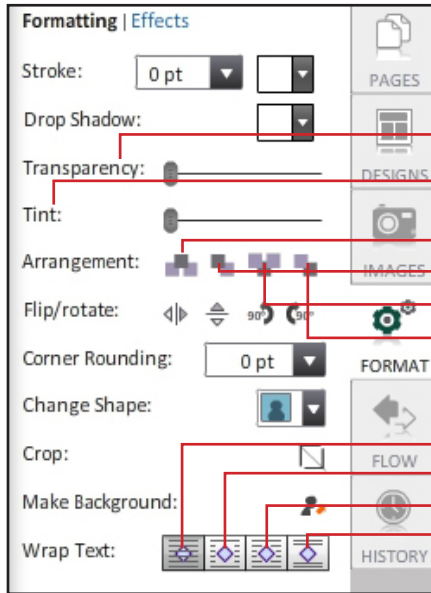 Formatting | Effects
Stroke: 0 pt
PAGES
Drop Shadow:
Transparency:
DESIGNS
Tint:
Arrangement:
IMAGES
Flip/rotate: 90° 90°
Corner Rounding: 0 pt
FORMAT
Change Shape:
Crop:
FLOW
Make Background:
Wrap Text:
HISTORY